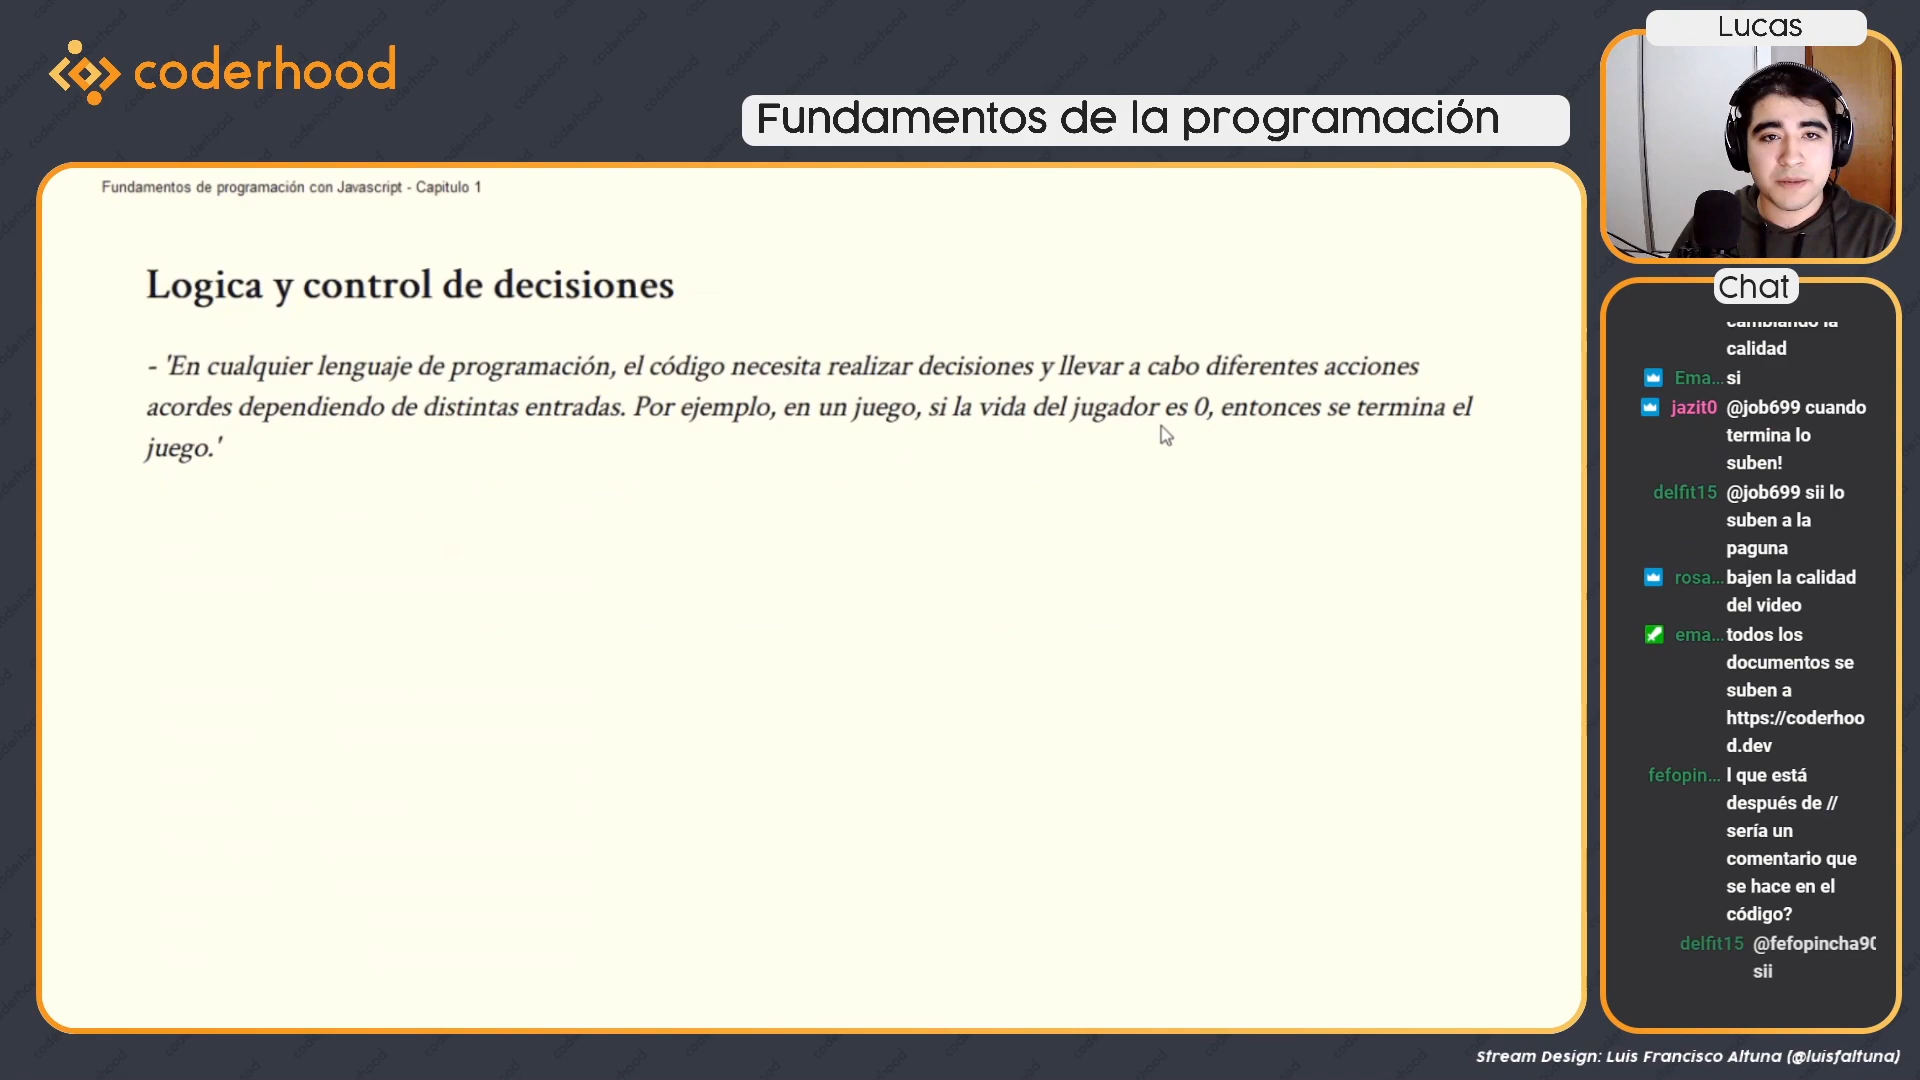 coderhood
Fundamentos de la programación
Lucas
Fundamentos de programación con Javascript - Capitulo 1
Logica y control de decisiones
- 'En cualquier lenguaje de programación, el código necesita realizar decisiones y llevar a cabo diferentes acciones
acordes dependiendo de distintas entradas. Por ejemplo, en un juego, si la vida del jugador es 0, entonces se termina el
juego.'
Chat
cambiando la
calidad
Ema... si
jazit0 @job699 cuando
termina lo
suben!
delfit15 @job699 sii lo
suben a la
paguna
rosa... bajen la calidad
del video
ema... todos los
documentos se
suben a
https://coderhoo
d.dev
fefopin... l que está
después de //
sería un
comentario que
se hace en el
código?
delfit15 @fefopincha90
sii
Stream Design: Luis Francisco Altuna (@luisfaltuna)